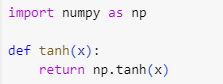 import numpy as np

def tanh(x):
    return np.tanh(x)